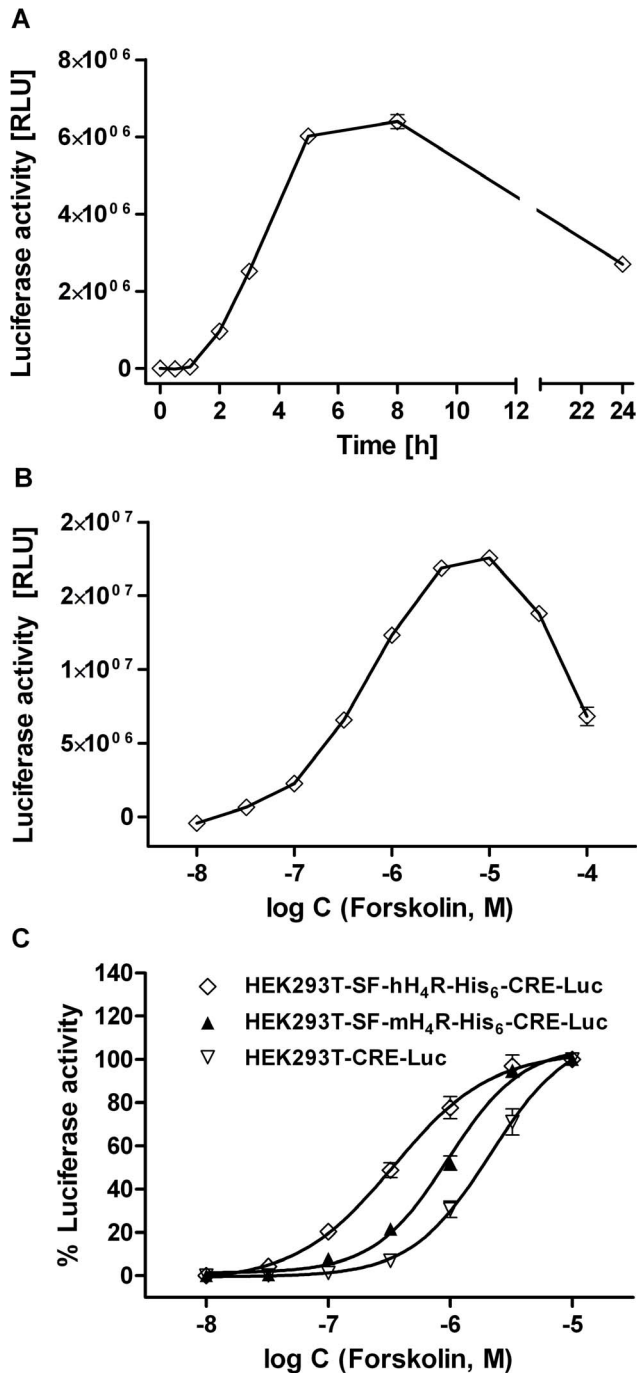 A
Luciferase activity [RLU]
8×10⁰⁶
6×10⁰⁶
4×10⁰⁶
2×10⁰⁶
0
0 2 4 6 8 10 12 22 24
Time [h]
B
Luciferase activity [RLU]
2×10⁰⁷
2×10⁰⁷
1×10⁰⁷
5×10⁰⁶
0
-8 -7 -6 -5 -4
log C (Forskolin, M)
C
% Luciferase activity
140
120
100
80
60
40
20
0
HEK293T-SF-hH₄R-His₆-CRE-Luc
HEK293T-SF-mH₄R-His₆-CRE-Luc
HEK293T-CRE-Luc
-8 -7 -6 -5
log C (Forskolin, M)